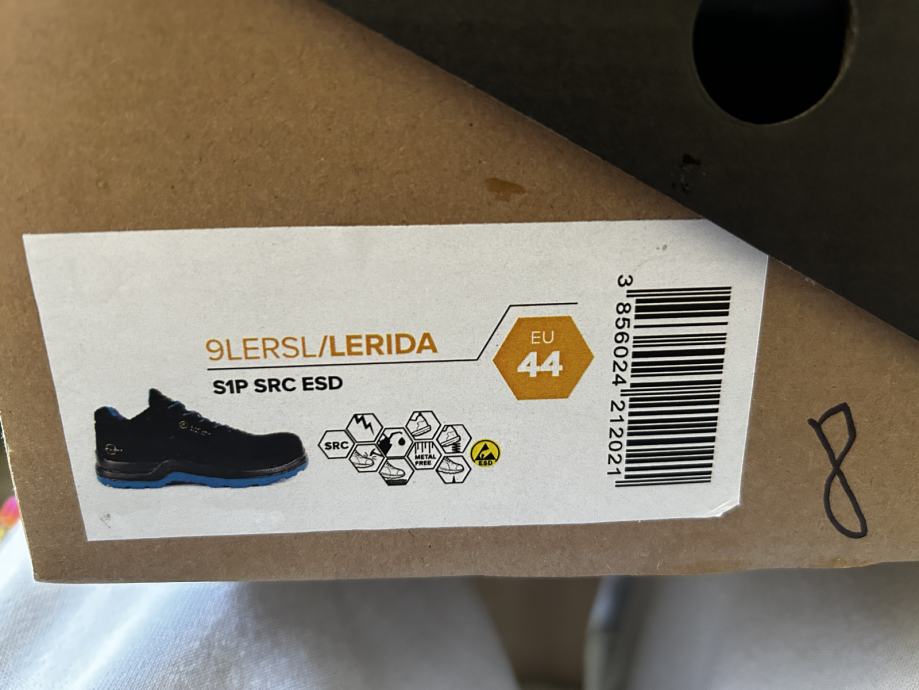 9LERSL/LERIDA
S1P SRC ESD
EU
44
SRC
METAL
FREE
ESD
3 856024 212021
8